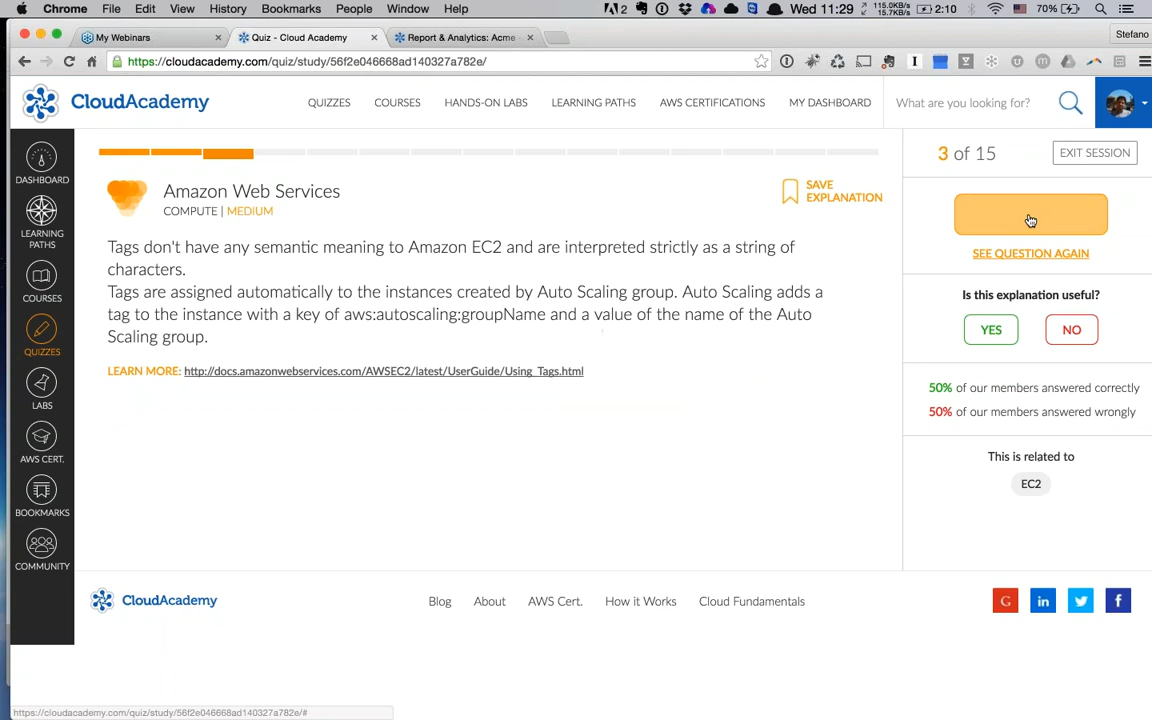 Chrome File Edit View History Bookmarks People Window Help
2 Wed 11:29 115.0KB/s 15.7KB/s 2:10 70%
My Webinars Quiz - Cloud Academy Report & Analytics: Acme - Stefano
https://cloudacademy.com/quiz/study/56f2e046668ad140327a782e/
CloudAcademy QUIZZES COURSES HANDS-ON LABS LEARNING PATHS AWS CERTIFICATIONS MY DASHBOARD What are you looking for?
DASHBOARD
LEARNING
PATHS
COURSES
QUIZZES
LABS
AWS CERT.
BOOKMARKS
COMMUNITY
Amazon Web Services
COMPUTE | MEDIUM
SAVE
EXPLANATION
Tags don't have any semantic meaning to Amazon EC2 and are interpreted strictly as a string of
characters.
Tags are assigned automatically to the instances created by Auto Scaling group. Auto Scaling adds a
tag to the instance with a key of aws:autoscaling:groupName and a value of the name of the Auto
Scaling group.
LEARN MORE: http://docs.amazonwebservices.com/AWSEC2/latest/UserGuide/Using_Tags.html
3 of 15 EXIT SESSION
SEE QUESTION AGAIN
Is this explanation useful?
YES NO
50% of our members answered correctly
50% of our members answered wrongly
This is related to
EC2
CloudAcademy Blog About AWS Cert. How it Works Cloud Fundamentals G in f
https://cloudacademy.com/quiz/study/56f2e046668ad140327a782e/#